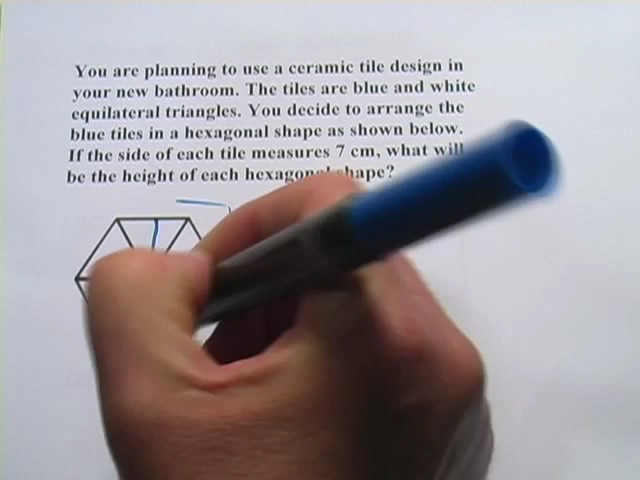 You are planning to use a ceramic tile design in
your new bathroom. The tiles are blue and white
equilateral triangles. You decide to arrange the
blue tiles in a hexagonal shape as shown below.
If the side of each tile measures 7 cm, what will
be the height of each hexagonal shape?